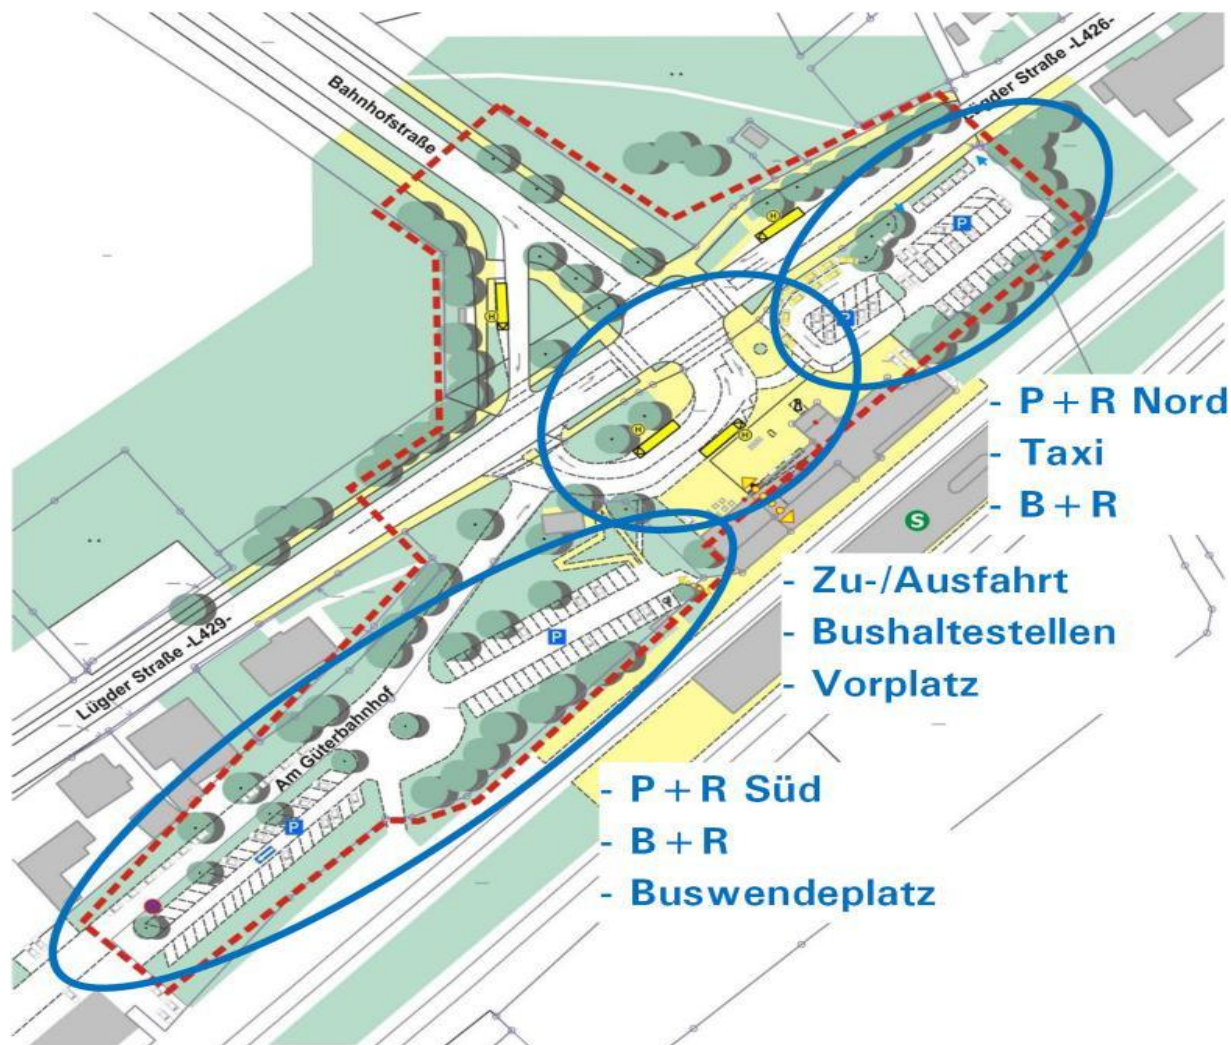 Bahnhofstraße
Lügder Straße -L426-
H
P
H
P
- P+R Nord
- Taxi
- B+R
H
H
S
- Zu-/Ausfahrt
- Bushaltestellen
- Vorplatz
Lügder Straße -L429-
P
Am Güterbahnhof
P
- P+R Süd
- B+R
- Buswendeplatz